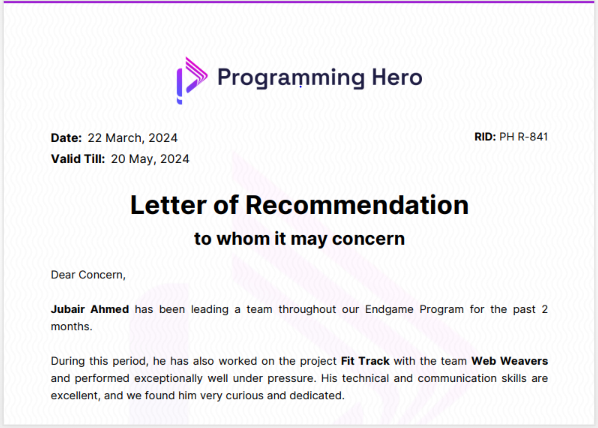 Programming Hero
Date: 22 March, 2024
RID: PH R-841
Valid Till: 20 May, 2024
Letter of Recommendation
to whom it may concern
Dear Concern,
Jubair Ahmed has been leading a team throughout our Endgame Program for the past 2
months.
During this period, he has also worked on the project Fit Track with the team Web Weavers
and performed exceptionally well under pressure. His technical and communication skills are
excellent, and we found him very curious and dedicated.